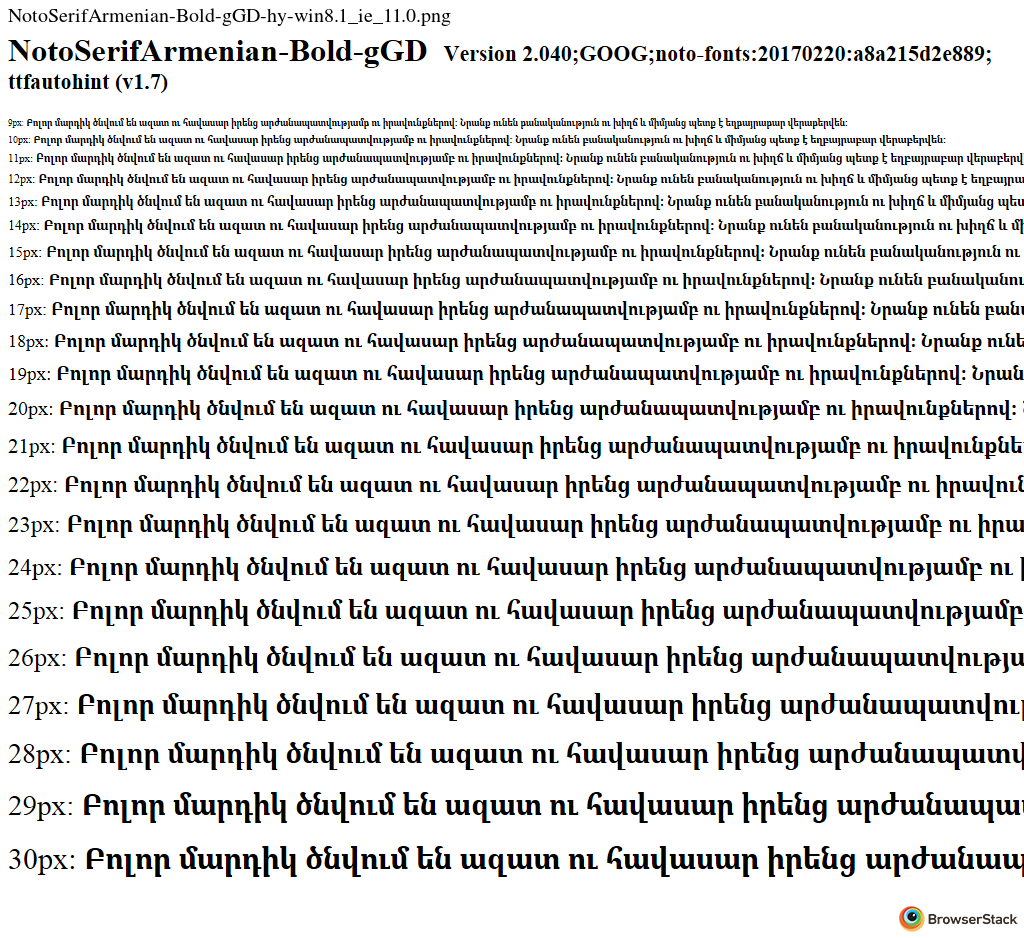 NotoSerifArmenian-Bold-gGD-hy-win8.1_ie_11.0.png
NotoSerifArmenian-Bold-gGD Version 2.040;GOOG;noto-fonts:20170220:a8a215d2e889;
ttfautohint (v1.7)
9px: Բոլոր մարդիկ ծնվում են ազատ ու հավասար իրենց արժանապատվությամբ ու իրավունքներով։ Նրանք ունեն բանականություն ու խիղճ և միմյանց պետք է եղբայրաբար վերաբերվեն։
10px: Բոլոր մարդիկ ծնվում են ազատ ու հավասար իրենց արժանապատվությամբ ու իրավունքներով։ Նրանք ունեն բանականություն ու խիղճ և միմյանց պետք է եղբայրաբար վերաբերվեն։
11px: Բոլոր մարդիկ ծնվում են ազատ ու հավասար իրենց արժանապատվությամբ ու իրավունքներով։ Նրանք ունեն բանականություն ու խիղճ և միմյանց պետք է եղբայրաբար վերաբերվ
12px: Բոլոր մարդիկ ծնվում են ազատ ու հավասար իրենց արժանապատվությամբ ու իրավունքներով։ Նրանք ունեն բանականություն ու խիղճ և միմյանց պետք է եղբայրա
13px: Բոլոր մարդիկ ծնվում են ազատ ու հավասար իրենց արժանապատվությամբ ու իրավունքներով։ Նրանք ունեն բանականություն ու խիղճ և միմյանց պետ
14px: Բոլոր մարդիկ ծնվում են ազատ ու հավասար իրենց արժանապատվությամբ ու իրավունքներով։ Նրանք ունեն բանականություն ու խիղճ և մի
15px: Բոլոր մարդիկ ծնվում են ազատ ու հավասար իրենց արժանապատվությամբ ու իրավունքներով։ Նրանք ունեն բանականություն ու
16px: Բոլոր մարդիկ ծնվում են ազատ ու հավասար իրենց արժանապատվությամբ ու իրավունքներով։ Նրանք ունեն բանականու
17px: Բոլոր մարդիկ ծնվում են ազատ ու հավասար իրենց արժանապատվությամբ ու իրավունքներով։ Նրանք ունեն բանա
18px: Բոլոր մարդիկ ծնվում են ազատ ու հավասար իրենց արժանապատվությամբ ու իրավունքներով։ Նրանք ունե
19px: Բոլոր մարդիկ ծնվում են ազատ ու հավասար իրենց արժանապատվությամբ ու իրավունքներով։ Նրան
20px: Բոլոր մարդիկ ծնվում են ազատ ու հավասար իրենց արժանապատվությամբ ու իրավունքներով։
21px: Բոլոր մարդիկ ծնվում են ազատ ու հավասար իրենց արժանապատվությամբ ու իրավունքնե
22px: Բոլոր մարդիկ ծնվում են ազատ ու հավասար իրենց արժանապատվությամբ ու իրավուն
23px: Բոլոր մարդիկ ծնվում են ազատ ու հավասար իրենց արժանապատվությամբ ու իրա
24px: Բոլոր մարդիկ ծնվում են ազատ ու հավասար իրենց արժանապատվությամբ ու ի
25px: Բոլոր մարդիկ ծնվում են ազատ ու հավասար իրենց արժանապատվությամբ
26px: Բոլոր մարդիկ ծնվում են ազատ ու հավասար իրենց արժանապատվությա
27px: Բոլոր մարդիկ ծնվում են ազատ ու հավասար իրենց արժանապատվու
28px: Բոլոր մարդիկ ծնվում են ազատ ու հավասար իրենց արժանապատվ
29px: Բոլոր մարդիկ ծնվում են ազատ ու հավասար իրենց արժանապատ
30px: Բոլոր մարդիկ ծնվում են ազատ ու հավասար իրենց արժանապ
BrowserStack